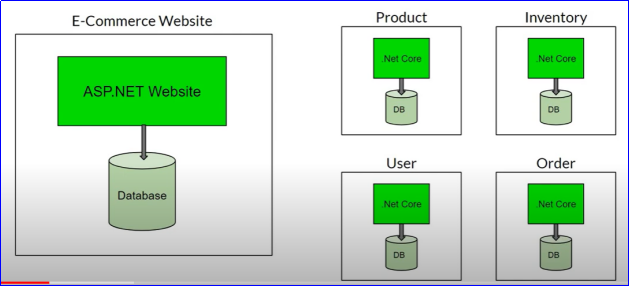 E-Commerce Website
ASP.NET Website
Database
Product
.Net Core
DB
Inventory
.Net Core
DB
User
.Net Core
DB
Order
.Net Core
DB